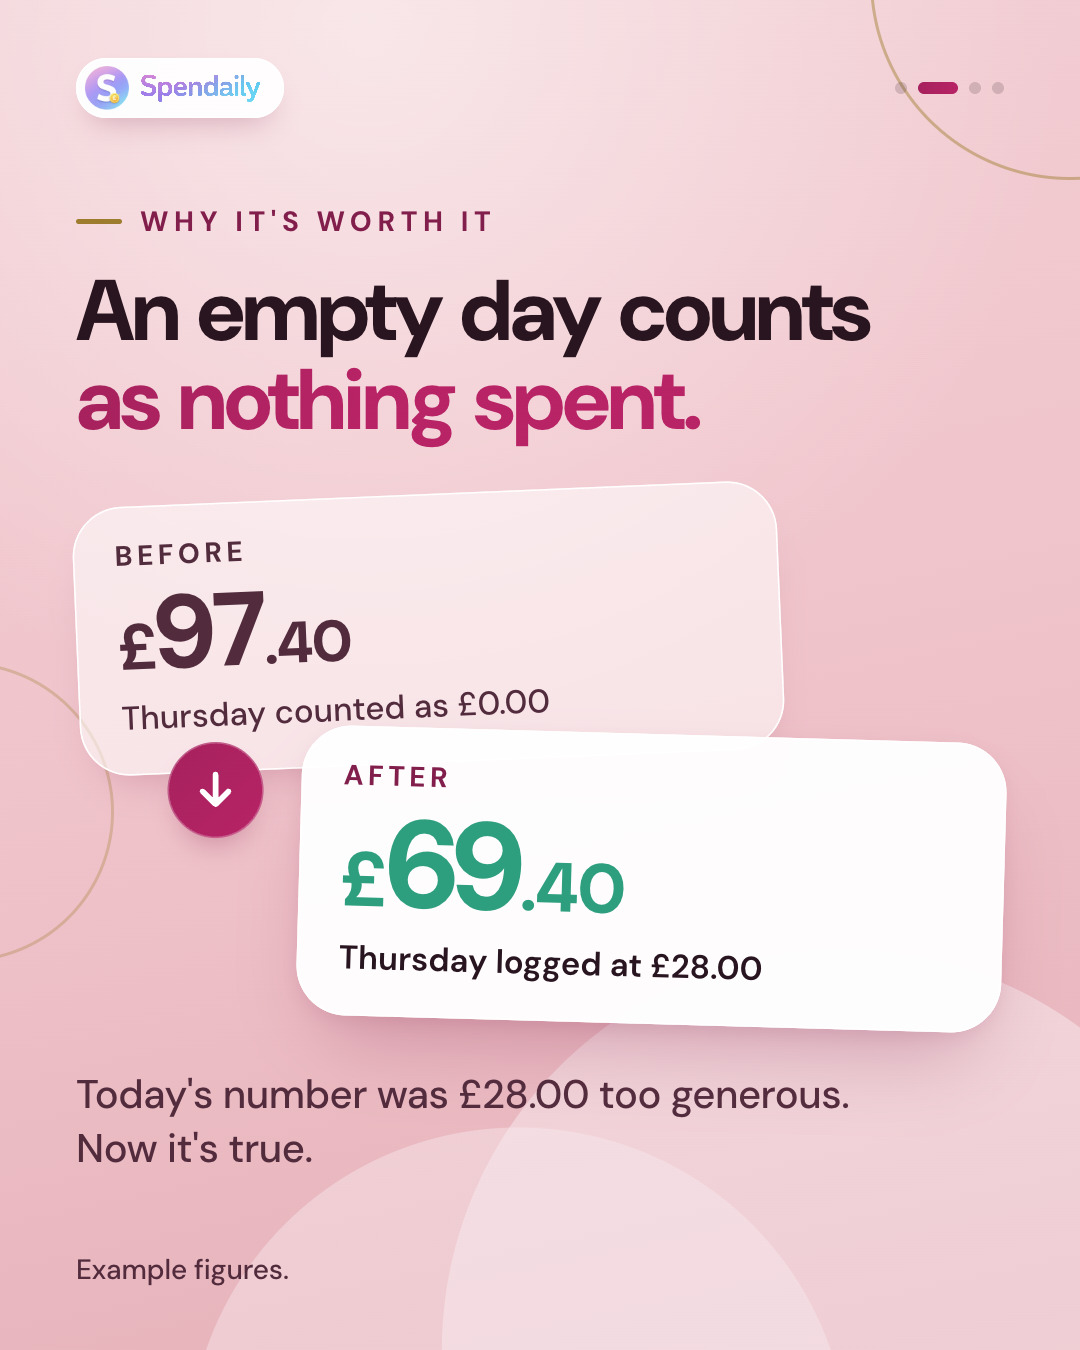 Spendaily
WHY IT'S WORTH IT
An empty day counts
as nothing spent.
BEFORE
£97.40
Thursday counted as £0.00
AFTER
£69.40
Thursday logged at £28.00
Today's number was £28.00 too generous.
Now it's true.
Example figures.